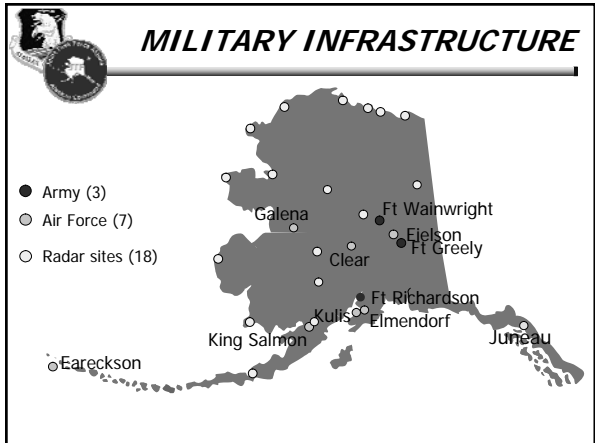 MILITARY INFRASTRUCTURE
Army (3)
Air Force (7)
Radar sites (18)
Galena
Ft Wainwright
Eielson
Ft Greely
Clear
Ft Richardson
Kulis
Elmendorf
King Salmon
Juneau
Eareckson